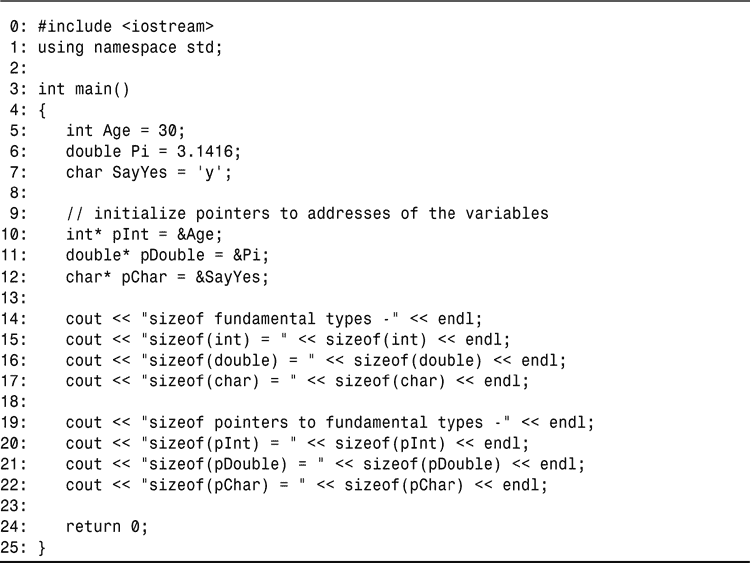 0: #include <iostream>
1: using namespace std;
2:
3: int main()
4: {
5:    int Age = 30;
6:    double Pi = 3.1416;
7:    char SayYes = 'y';
8:
9:    // initialize pointers to addresses of the variables
10:    int* pInt = &Age;
11:    double* pDouble = &Pi;
12:    char* pChar = &SayYes;
13:
14:    cout << "sizeof fundamental types -" << endl;
15:    cout << "sizeof(int) = " << sizeof(int) << endl;
16:    cout << "sizeof(double) = " << sizeof(double) << endl;
17:    cout << "sizeof(char) = " << sizeof(char) << endl;
18:
19:    cout << "sizeof pointers to fundamental types -" << endl;
20:    cout << "sizeof(pInt) = " << sizeof(pInt) << endl;
21:    cout << "sizeof(pDouble) = " << sizeof(pDouble) << endl;
22:    cout << "sizeof(pChar) = " << sizeof(pChar) << endl;
23:
24:    return 0;
25: }